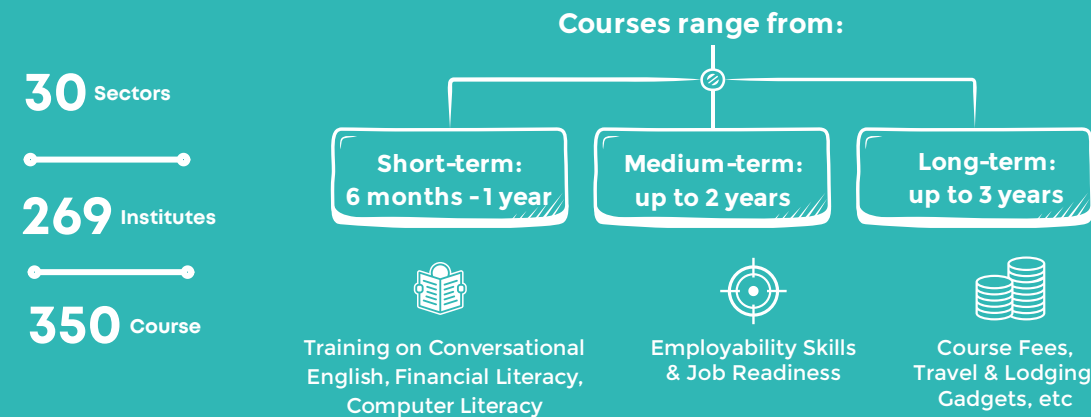 30 Sectors
269 Institutes
350 Course
Courses range from:
Short-term:
6 months - 1 year
Medium-term:
up to 2 years
Long-term:
up to 3 years
Training on Conversational
English, Financial Literacy,
Computer Literacy
Employability Skills
& Job Readiness
Course Fees,
Travel & Lodging
Gadgets, etc